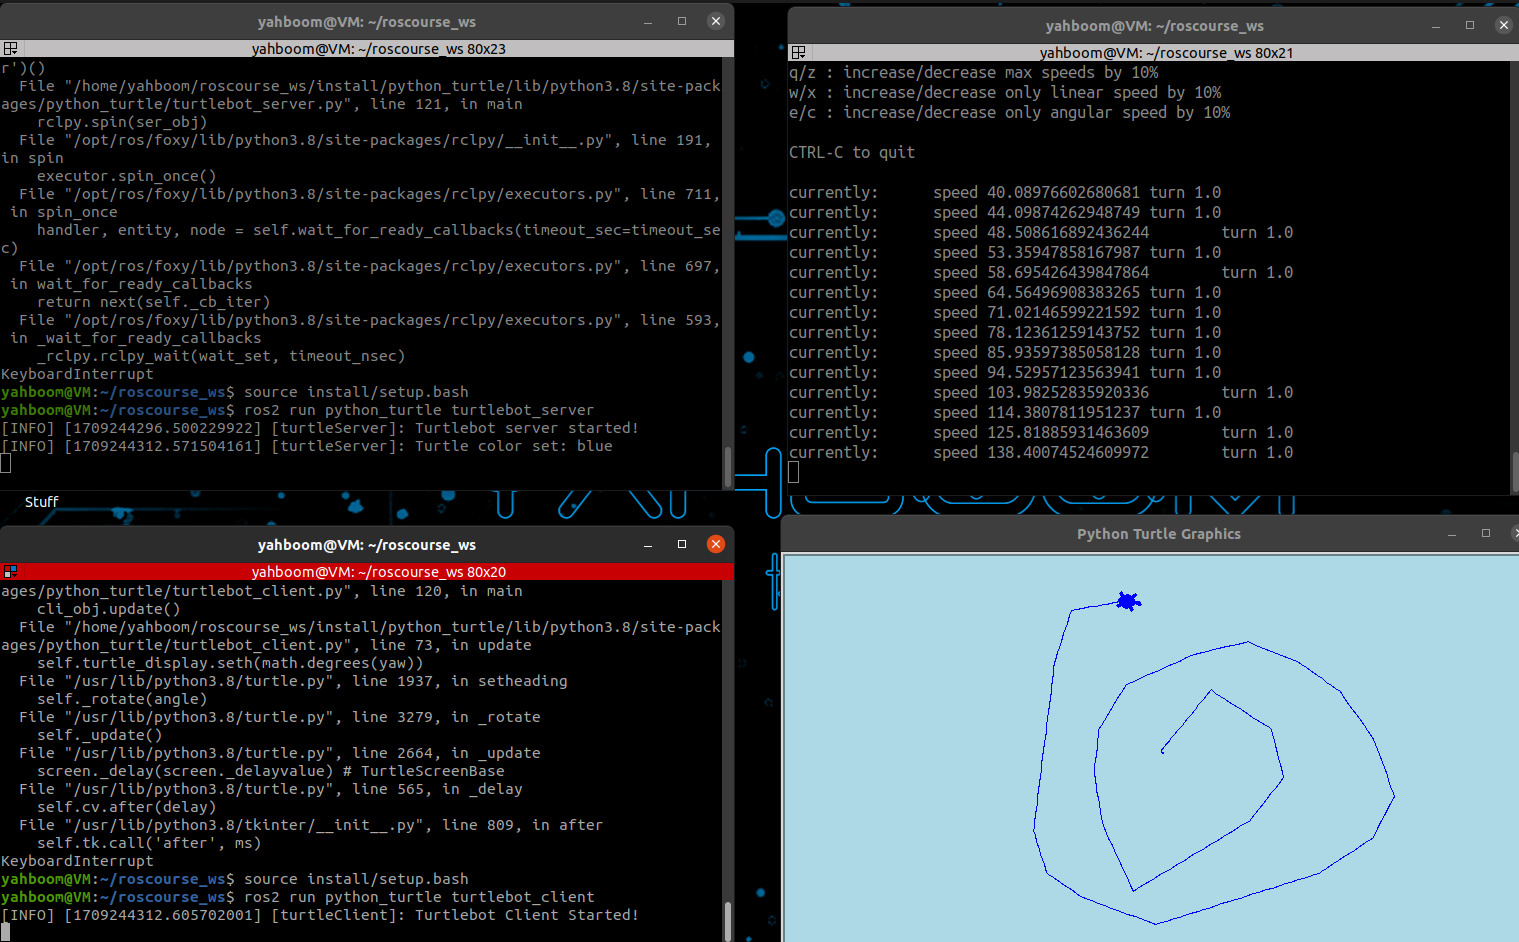 yahboom@VM: ~/roscourse_ws
yahboom@VM: ~/roscourse_ws 80x23
r')()
  File "/home/yahboom/roscourse_ws/install/python_turtle/lib/python3.8/site-pack
ages/python_turtle/turtlebot_server.py", line 121, in main
    rclpy.spin(ser_obj)
  File "/opt/ros/foxy/lib/python3.8/site-packages/rclpy/__init__.py", line 191,
in spin
    executor.spin_once()
  File "/opt/ros/foxy/lib/python3.8/site-packages/rclpy/executors.py", line 711,
 in spin_once
    handler, entity, node = self.wait_for_ready_callbacks(timeout_sec=timeout_se
c)
  File "/opt/ros/foxy/lib/python3.8/site-packages/rclpy/executors.py", line 697,
in wait_for_ready_callbacks
    return next(self._cb_iter)
  File "/opt/ros/foxy/lib/python3.8/site-packages/rclpy/executors.py", line 593,
 in _wait_for_ready_callbacks
    _rclpy.rclpy_wait(wait_set, timeout_nsec)
KeyboardInterrupt
yahboom@VM:~/roscourse_ws$ source install/setup.bash
yahboom@VM:~/roscourse_ws$ ros2 run python_turtle turtlebot_server
[INFO] [1709244296.500229922] [turtleServer]: Turtlebot server started!
[INFO] [1709244312.571504161] [turtleServer]: Turtle color set: blue
yahboom@VM: ~/roscourse_ws
yahboom@VM: ~/roscourse_ws 80x21
q/z : increase/decrease max speeds by 10%
w/x : increase/decrease only linear speed by 10%
e/c : increase/decrease only angular speed by 10%
CTRL-C to quit
currently:      speed 40.08976602680681 turn 1.0
currently:      speed 44.09874262948749 turn 1.0
currently:      speed 48.508616892436244        turn 1.0
currently:      speed 53.35947858167987 turn 1.0
currently:      speed 58.695426439847864        turn 1.0
currently:      speed 64.56496908383265 turn 1.0
currently:      speed 71.02146599221592 turn 1.0
currently:      speed 78.12361259143752 turn 1.0
currently:      speed 85.93597385058128 turn 1.0
currently:      speed 94.52957123563941 turn 1.0
currently:      speed 103.98252835920336        turn 1.0
currently:      speed 114.3807811951237 turn 1.0
currently:      speed 125.81885931463609        turn 1.0
currently:      speed 138.40074524609972        turn 1.0
Stuff
yahboom@VM: ~/roscourse_ws
yahboom@VM: ~/roscourse_ws 80x20
ages/python_turtle/turtlebot_client.py", line 120, in main
    cli_obj.update()
  File "/home/yahboom/roscourse_ws/install/python_turtle/lib/python3.8/site-pack
ages/python_turtle/turtlebot_client.py", line 73, in update
    self.turtle_display.seth(math.degrees(yaw))
  File "/usr/lib/python3.8/turtle.py", line 1937, in setheading
    self._rotate(angle)
  File "/usr/lib/python3.8/turtle.py", line 3279, in _rotate
    self._update()
  File "/usr/lib/python3.8/turtle.py", line 2664, in _update
    screen._delay(screen._delayvalue) # TurtleScreenBase
  File "/usr/lib/python3.8/turtle.py", line 565, in _delay
    self.cv.after(delay)
  File "/usr/lib/python3.8/tkinter/__init__.py", line 809, in after
    self.tk.call('after', ms)
KeyboardInterrupt
yahboom@VM:~/roscourse_ws$ source install/setup.bash
yahboom@VM:~/roscourse_ws$ ros2 run python_turtle turtlebot_client
[INFO] [1709244312.605702001] [turtleClient]: Turtlebot Client Started!
Python Turtle Graphics